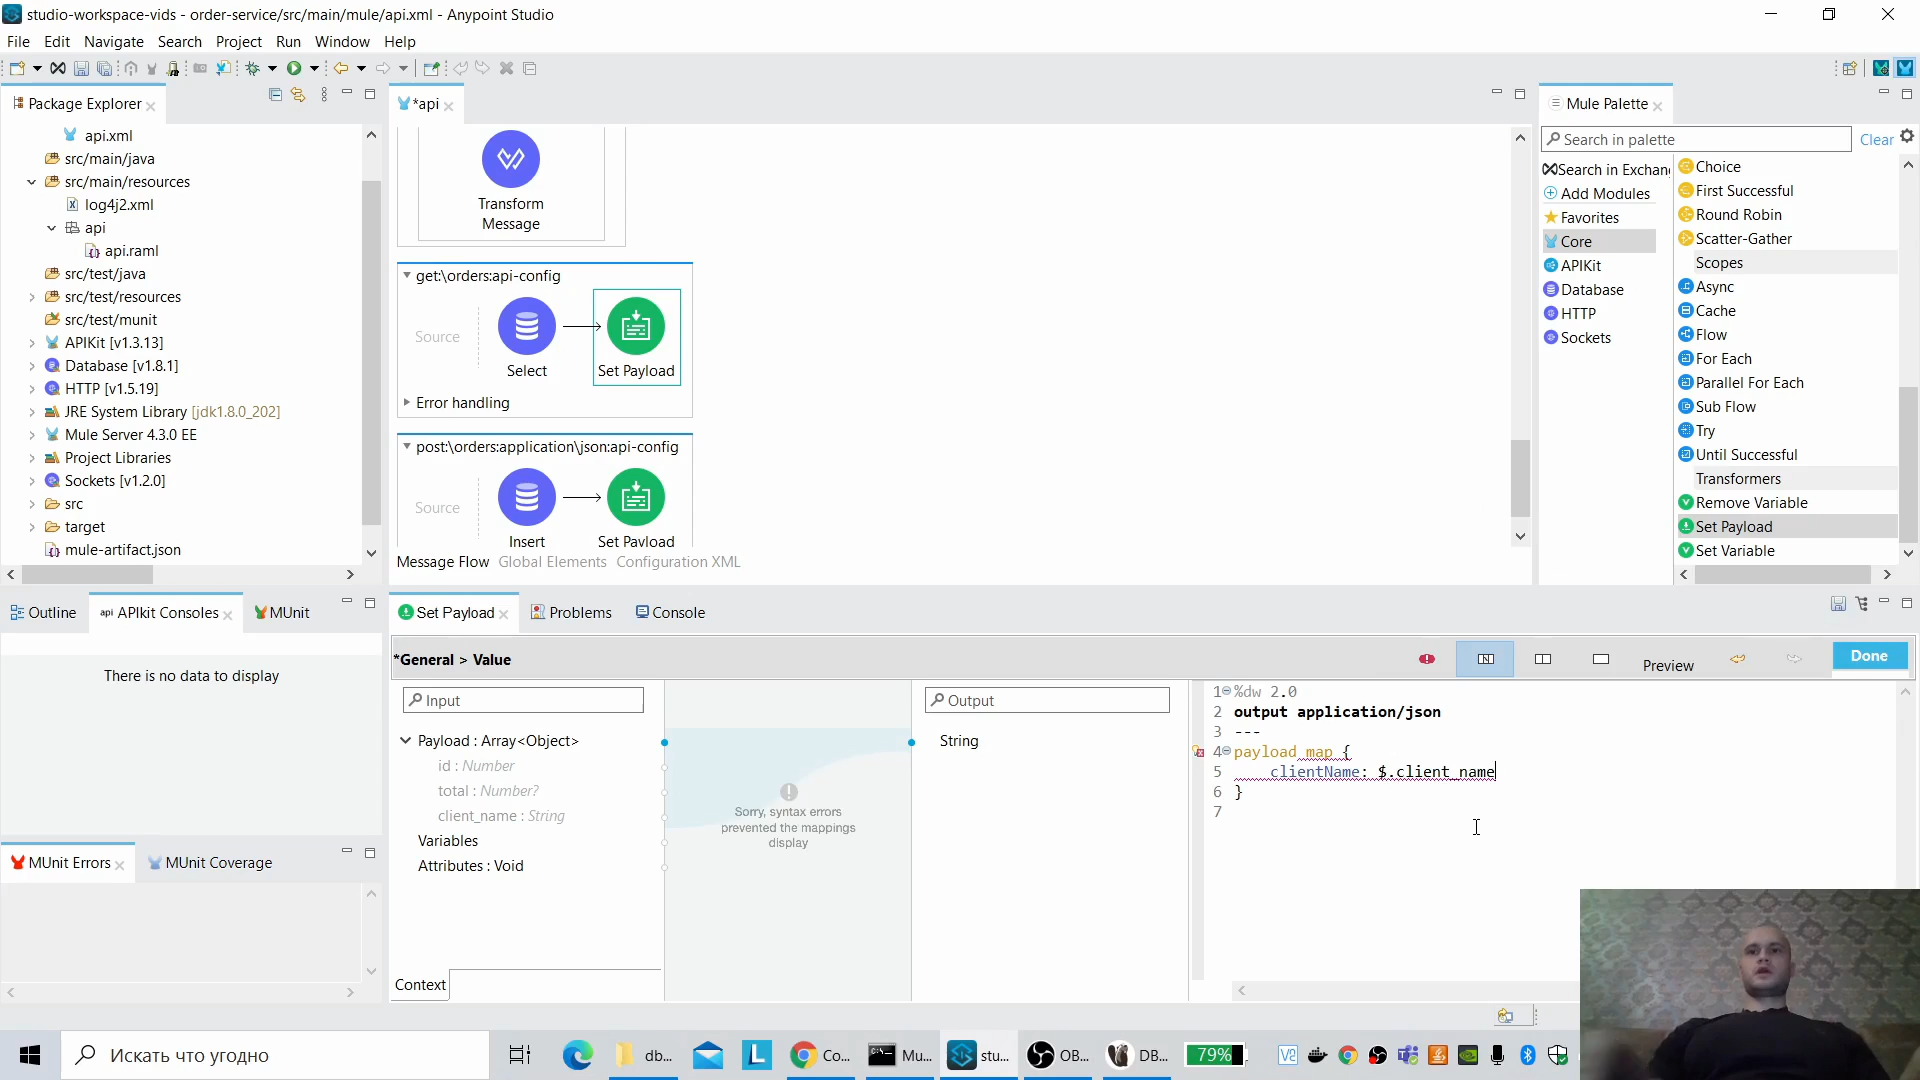 studio-workspace-vids - order-service/src/main/mule/api.xml - Anypoint Studio
File Edit Navigate Search Project Run Window Help
Package Explorer
api.xml
src/main/java
src/main/resources
log4j2.xml
api
api.raml
src/test/java
src/test/resources
src/test/munit
APIKit [v1.3.13]
Database [v1.8.1]
HTTP [v1.5.19]
JRE System Library [jdk1.8.0_202]
Mule Server 4.3.0 EE
Project Libraries
Sockets [v1.2.0]
src
target
mule-artifact.json
*api
Transform
Message
get:\orders:api-config
Source
Select
Set Payload
Error handling
post:\orders:application\json:api-config
Source
Insert
Set Payload
Message Flow Global Elements Configuration XML
Mule Palette
Search in palette
Clear
Search in Exchan
Add Modules
Favorites
Core
APIKit
Database
HTTP
Sockets
Choice
First Successful
Round Robin
Scatter-Gather
Scopes
Async
Cache
Flow
For Each
Parallel For Each
Sub Flow
Try
Until Successful
Transformers
Remove Variable
Set Payload
Set Variable
Outline
api APIkit Consoles
MUnit
There is no data to display
MUnit Errors
MUnit Coverage
Set Payload
Problems
Console
*General > Value
Preview
Done
Input
Payload : Array<Object>
id : Number
total : Number?
client_name : String
Variables
Attributes : Void
Context
Sorry, syntax errors
prevented the mappings
display
Output
String
1 %dw 2.0
2 output application/json
3 ---
4 payload map {
5 clientName: $.client_name
6 }
7
Искать что угодно
db...
L
Co...
Mu...
stu...
OB...
DB...
79%